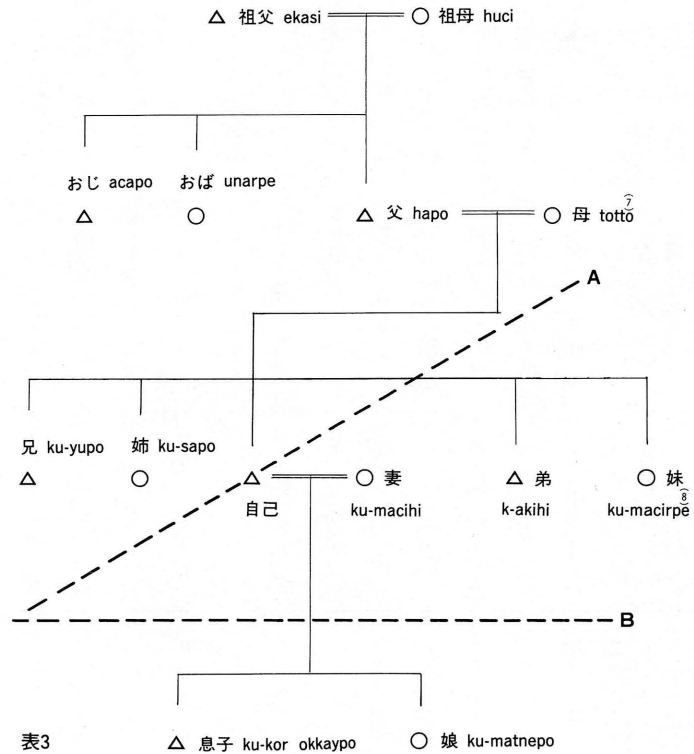 △ 祖父 ekasi ○ 祖母 huci
おじ acapo おば unarpe
△ ○ △ 父 hapo ○ 母 totto(7)
A
兄 ku-yupo 姉 ku-sapo
△ ○ △ ○ 妻 △ 弟 ○ 妹
自己 ku-macihi k-akihi ku-macirpe(8)
B
表3 △ 息子 ku-kor okkaypo ○ 娘 ku-matnepo